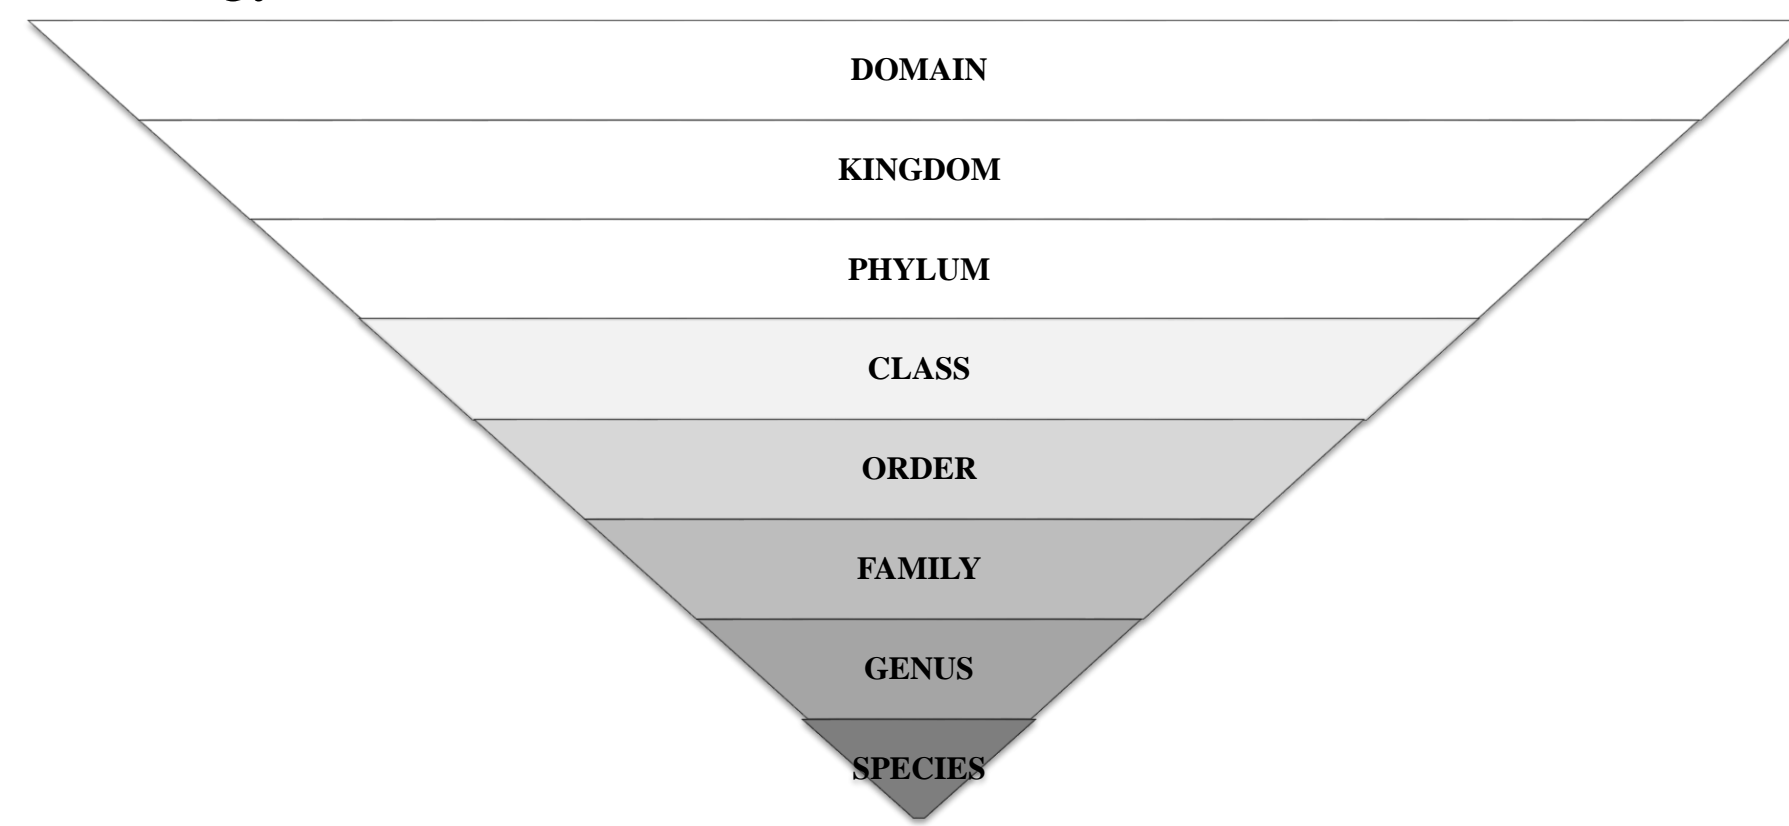 DOMAIN
KINGDOM
PHYLUM
CLASS
ORDER
FAMILY
GENUS
SPECIES